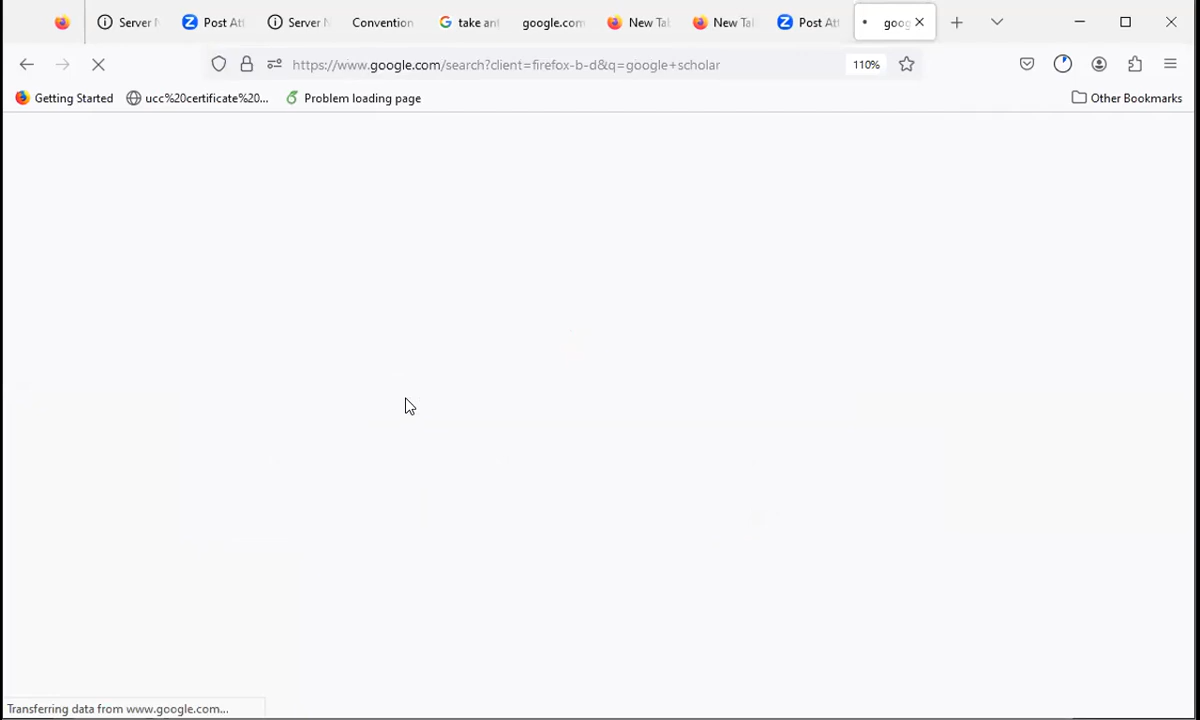 Server N Post Att Server N Convention take ant google.com New Tab New Tab Post Att goog
https://www.google.com/search?client=firefox-b-d&q=google+scholar 110%
Getting Started ucc%20certificate%20... Problem loading page Other Bookmarks
Transferring data from www.google.com...